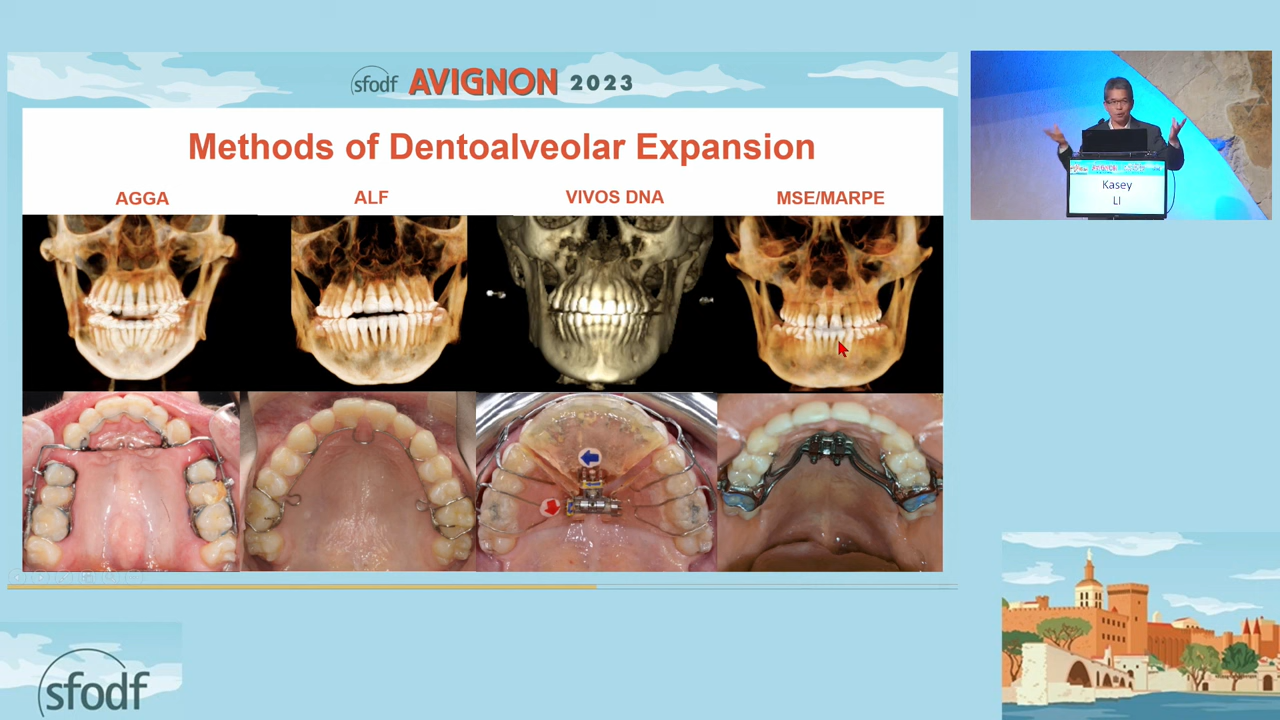 sfodf AVIGNON 2023
Methods of Dentoalveolar Expansion
AGGA
ALF
VIVOS DNA
MSE/MARPE
Kasey
LI
sfodf